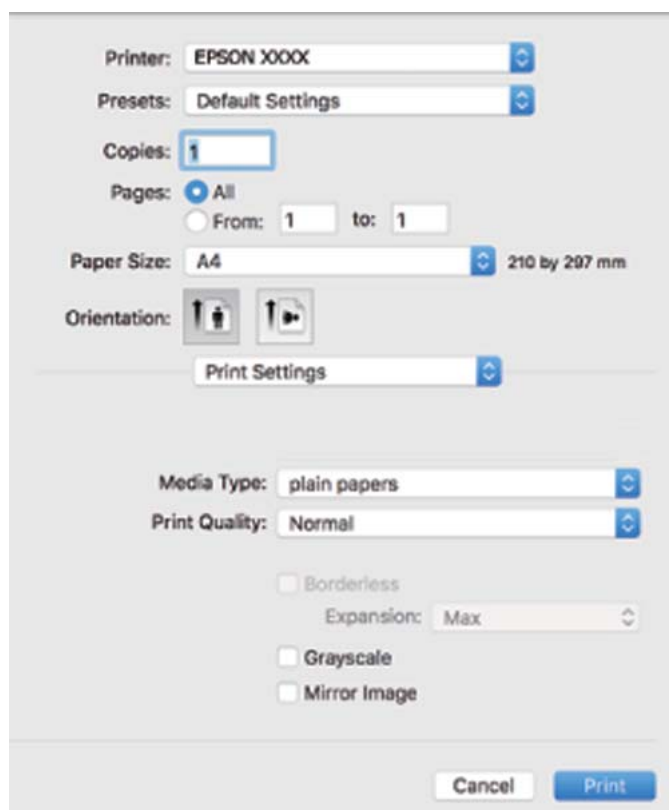 Printer: EPSON XXXX
Presets: Default Settings
Copies: 1
Pages: All
From: 1 to: 1
Paper Size: A4 210 by 297 mm
Orientation:
Print Settings
Media Type: plain papers
Print Quality: Normal
Borderless
Expansion: Max
Grayscale
Mirror Image
Cancel Print